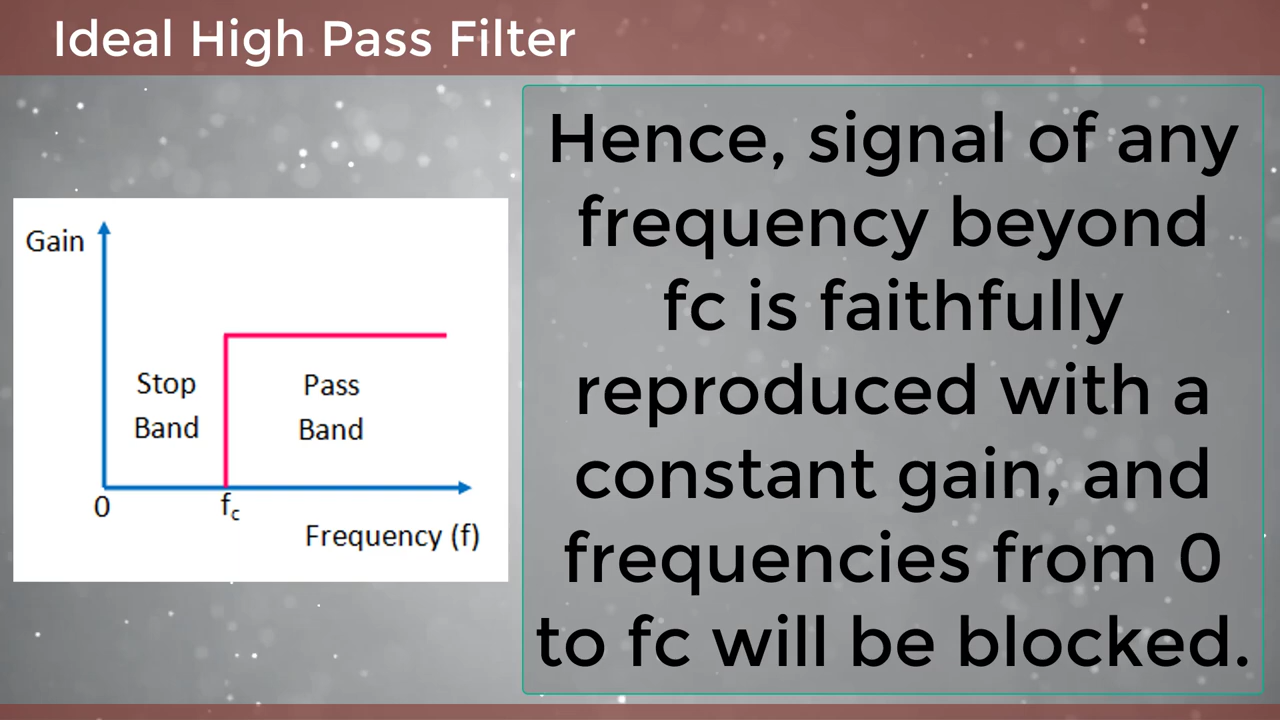 Ideal High Pass Filter
Gain
Stop
Band
Pass
Band
0
fc
Frequency (f)
Hence, signal of any
frequency beyond
fc is faithfully
reproduced with a
constant gain, and
frequencies from 0
to fc will be blocked.